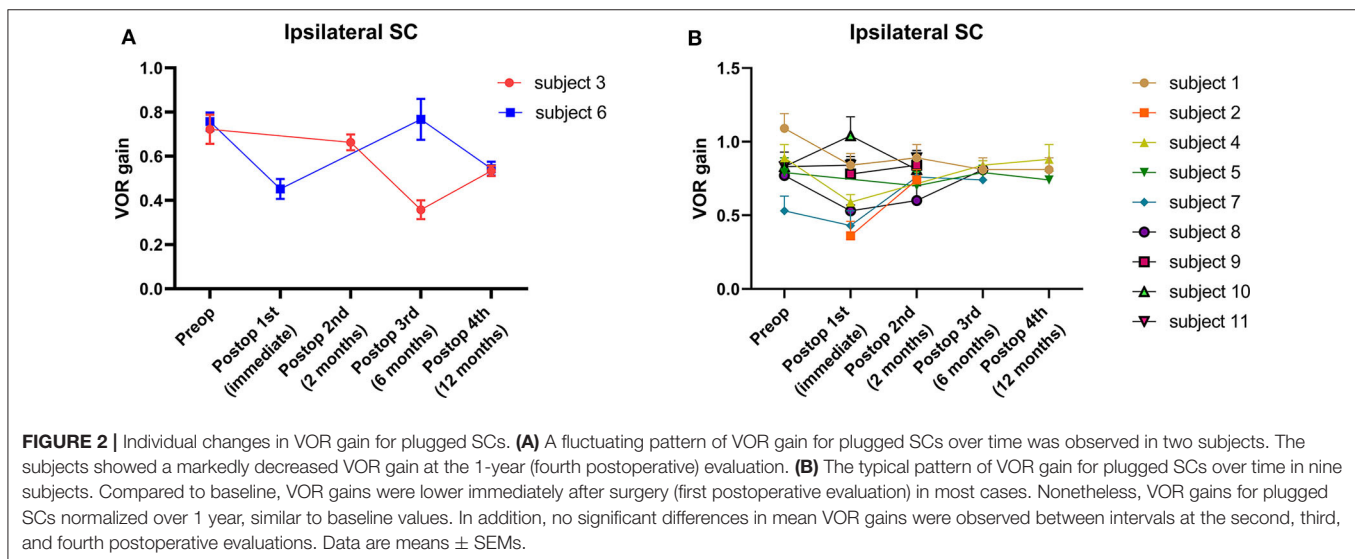 A
Ipsilateral SC
1.0
0.8
0.6
0.4
0.2
0.0
VOR gain
Preop
Postop 1st
(immediate)
Postop 2nd
(2 months)
Postop 3rd
(6 months)
Postop 4th
(12 months)
subject 3
subject 6
B
Ipsilateral SC
1.5
1.0
0.5
0.0
VOR gain
Preop
Postop 1st
(immediate)
Postop 2nd
(2 months)
Postop 3rd
(6 months)
Postop 4th
(12 months)
subject 1
subject 2
subject 4
subject 5
subject 7
subject 8
subject 9
subject 10
subject 11
FIGURE 2 | Individual changes in VOR gain for plugged SCs. (A) A fluctuating pattern of VOR gain for plugged SCs over time was observed in two subjects. The
subjects showed a markedly decreased VOR gain at the 1-year (fourth postoperative) evaluation. (B) The typical pattern of VOR gain for plugged SCs over time in nine
subjects. Compared to baseline, VOR gains were lower immediately after surgery (first postoperative evaluation) in most cases. Nonetheless, VOR gains for plugged
SCs normalized over 1 year, similar to baseline values. In addition, no significant differences in mean VOR gains were observed between intervals at the second, third,
and fourth postoperative evaluations. Data are means ± SEMs.